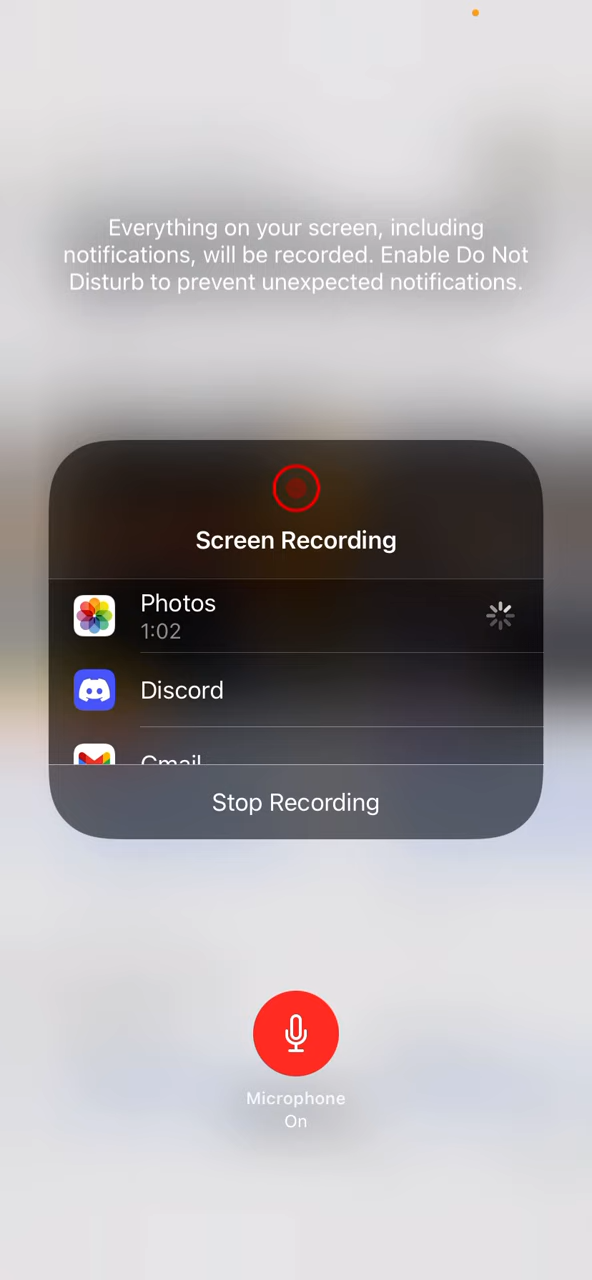 Everything on your screen, including
notifications, will be recorded. Enable Do Not
Disturb to prevent unexpected notifications.
Screen Recording
Photos
1:02
Discord
Gmail
Stop Recording
Microphone
On